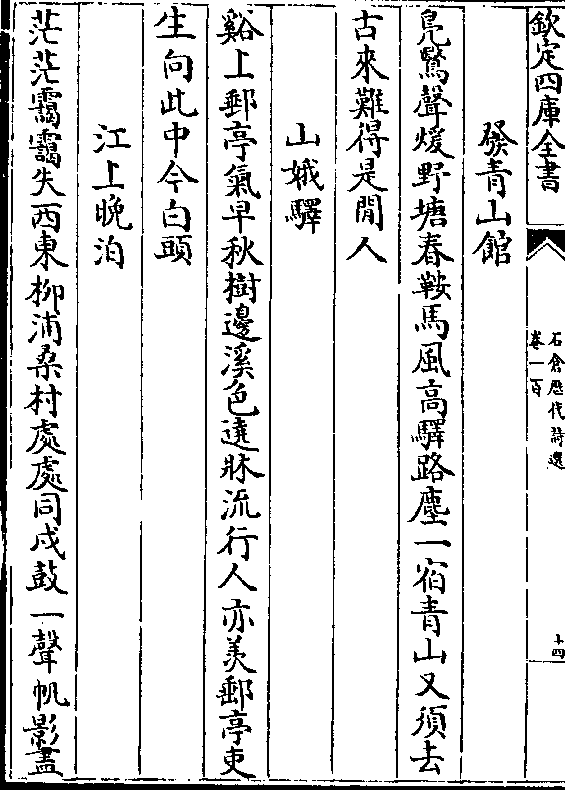 欽定四庫全書
石倉歷代詩選
卷一百
十四
發青山館
鳬鷖聲煖野塘春鞍馬風高驛路塵一宿青山又須去
古來難得是閒人
山娥驛
谿上郵亭氣早秋樹邊溪色遶牀流行人亦羡郵亭吏
生向此中今白頭
江上晚泊
茫茫靄靄失西東柳浦桑村處處同戍鼓一聲帆影盡